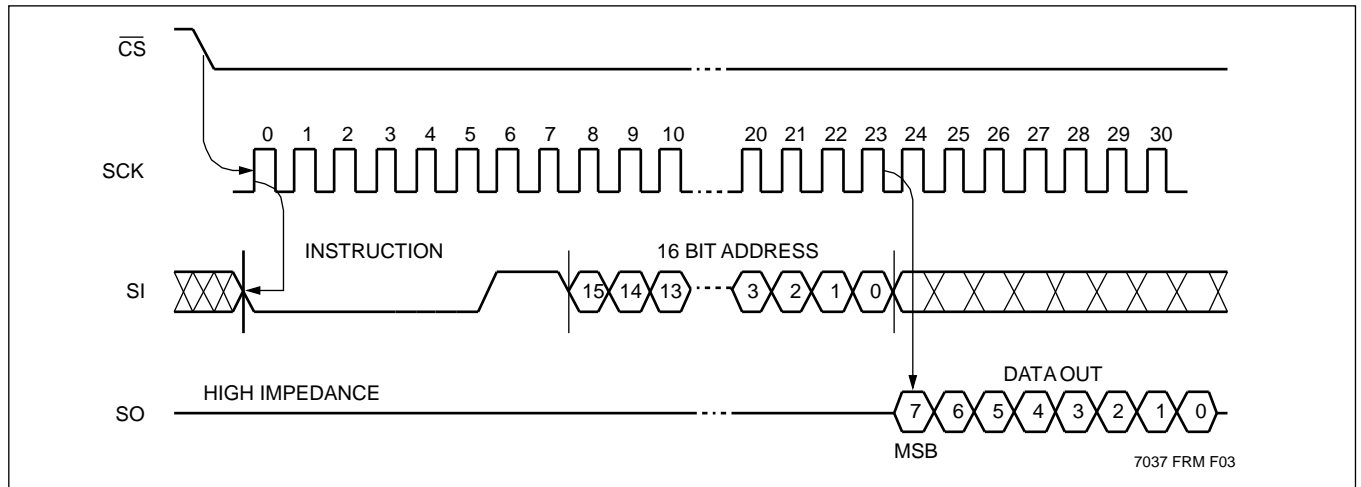 CS
0 1 2 3 4 5 6 7 8 9 10 20 21 22 23 24 25 26 27 28 29 30
SCK
INSTRUCTION 16 BIT ADDRESS
SI 15 14 13 3 2 1 0
HIGH IMPEDANCE DATA OUT
SO 7 6 5 4 3 2 1 0
MSB
7037 FRM F03